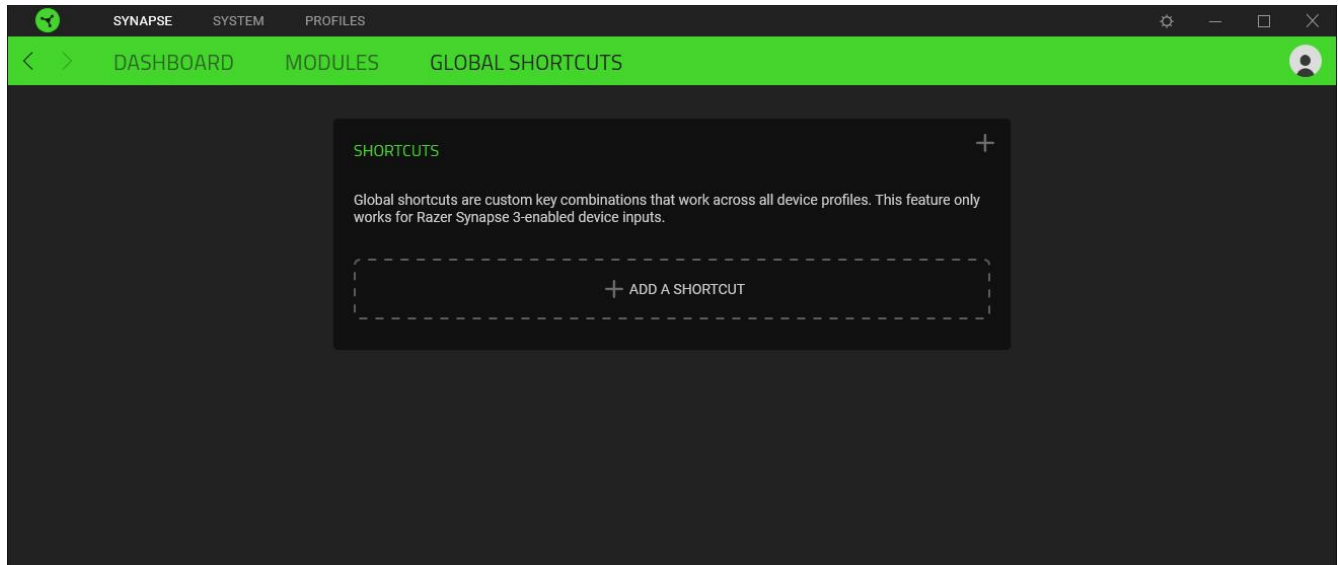 SYNAPSE SYSTEM PROFILES
DASHBOARD MODULES GLOBAL SHORTCUTS
SHORTCUTS
Global shortcuts are custom key combinations that work across all device profiles. This feature only
works for Razer Synapse 3-enabled device inputs.
ADD A SHORTCUT